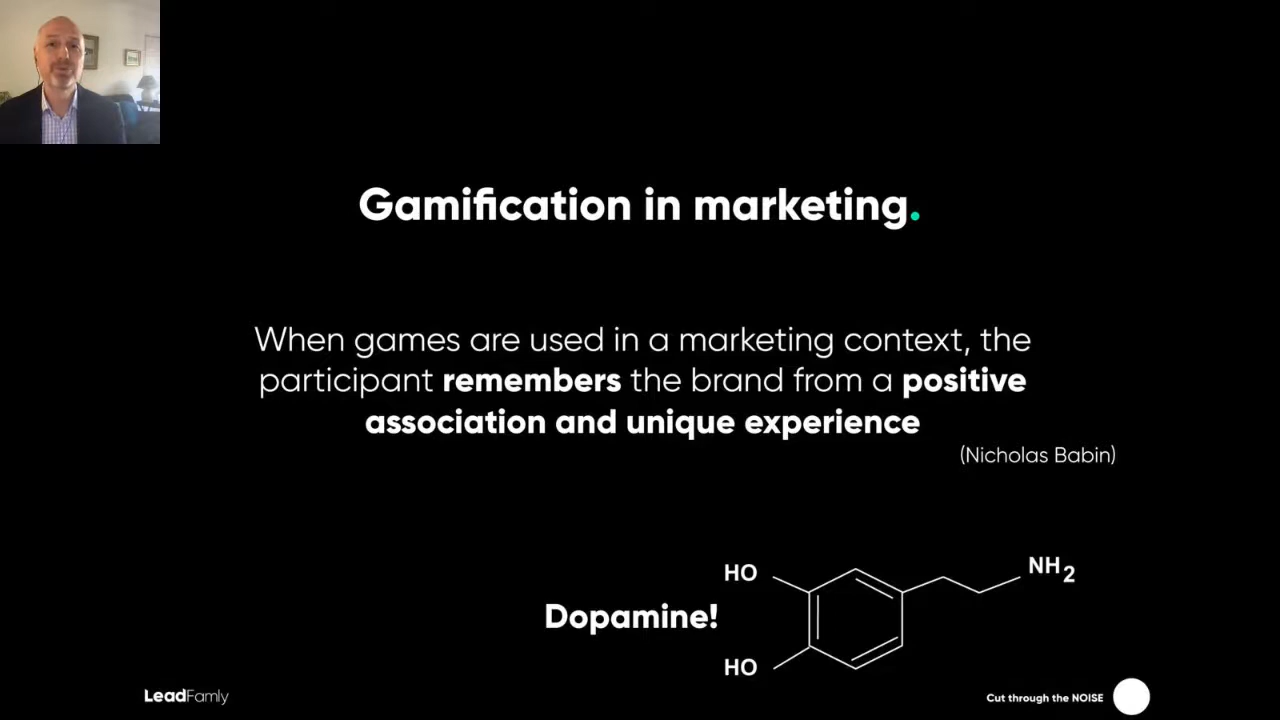 Gamification in marketing.
When games are used in a marketing context, the
participant remembers the brand from a positive
association and unique experience
(Nicholas Babin)
HO
NH2
Dopamine!
HO
LeadFamly
Cut through the NOISE